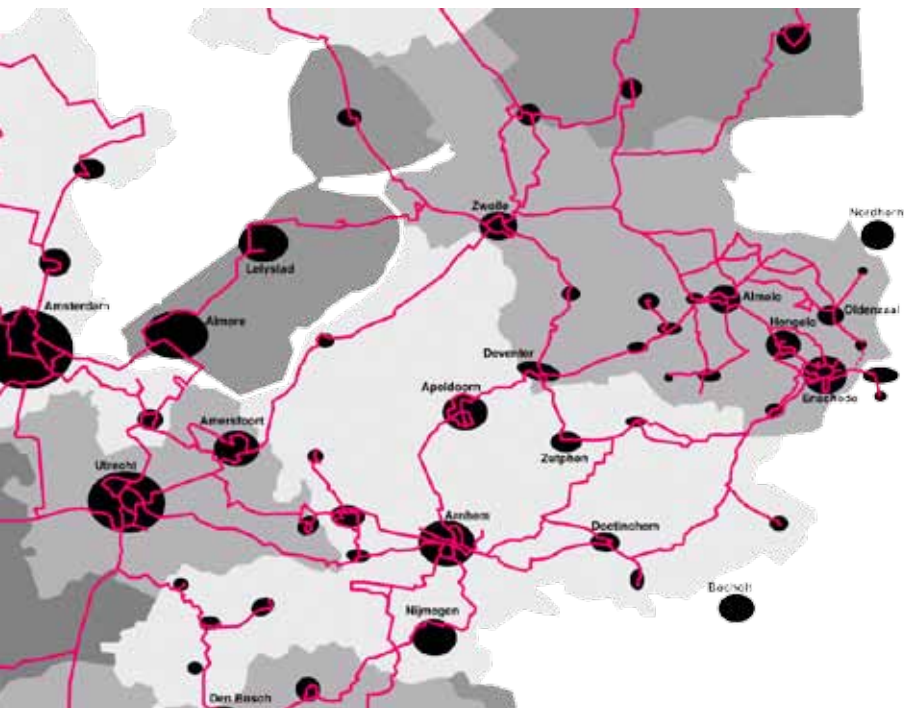 Zwolle
Nordhorn
Lelystad
Almelo
Amsterdam
Oldenzaal
Almere
Hengelo
Deventer
Apeldoorn
Enschede
Amersfoort
Zutphen
Utrecht
Arnhem
Doetinchem
Bocholt
Nijmegen
Den Bosch